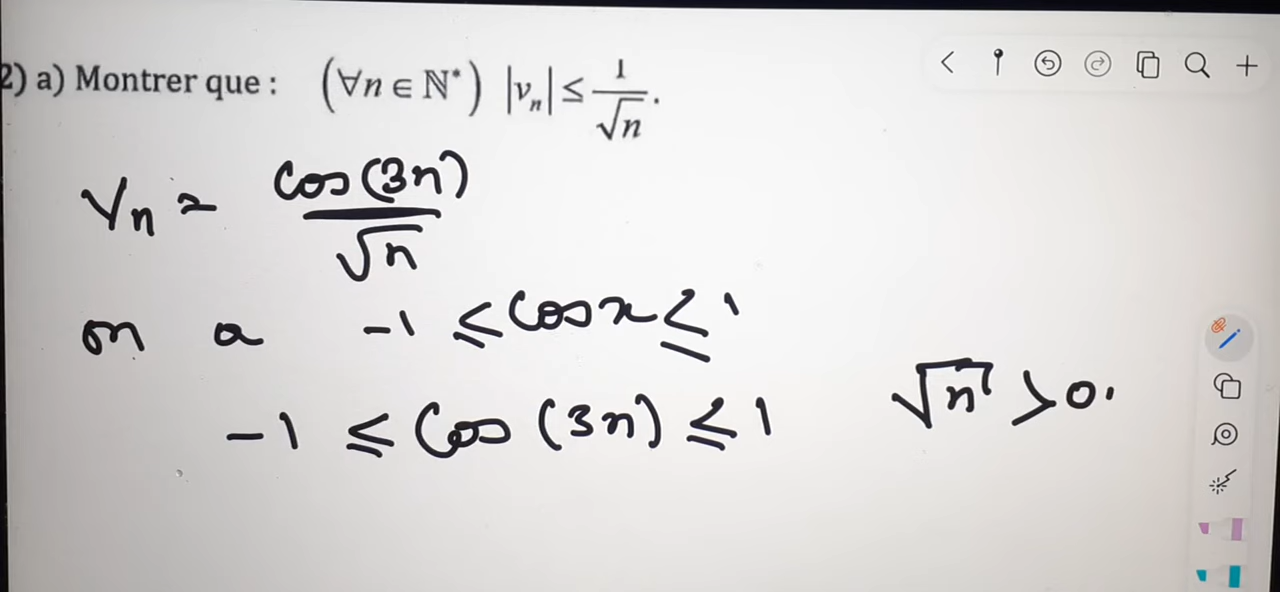 2) a) Montrer que : (∀n ∈ ℕ*) |vₙ| ≤ 1/√n.
Vₙ = cos(3n)/√n
on a -1 ≤ cos x ≤ 1
-1 ≤ cos (3n) ≤ 1 √n > 0.